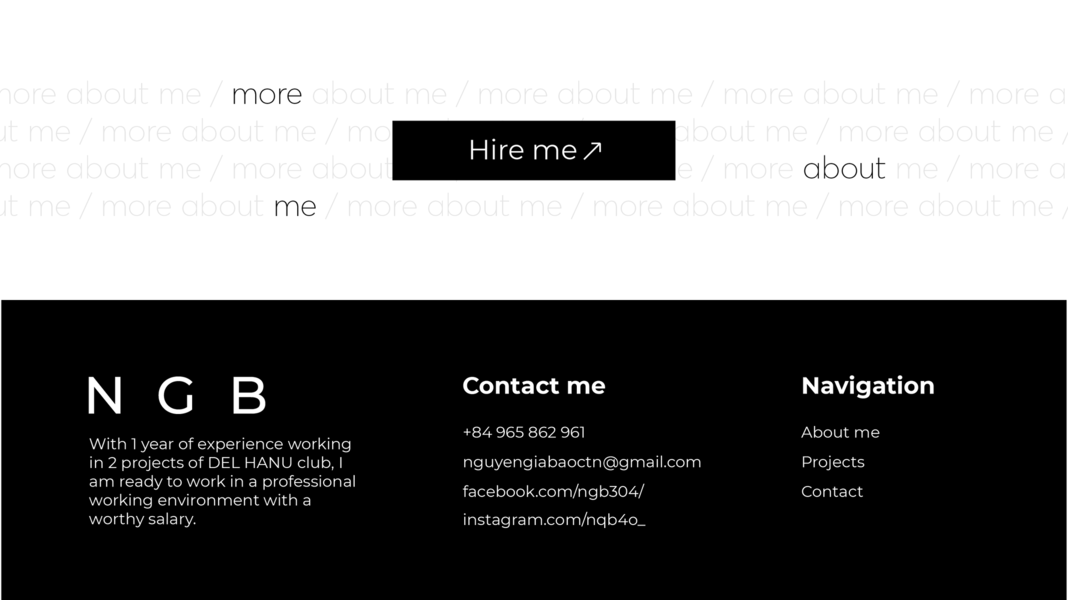 more about me / more about me / more about me / more about me / more a
ut me / more about me / mo about me / more about me /
more about e / more about me / more a
ut me / more about me / more about me / more about me / more about me /
Hire me ↗
N G B
With 1 year of experience working
in 2 projects of DEL HANU club, I
am ready to work in a professional
working environment with a
worthy salary.
Contact me
+84 965 862 961
nguyengiabaoctn@gmail.com
facebook.com/ngb304/
instagram.com/nqb4o_
Navigation
About me
Projects
Contact